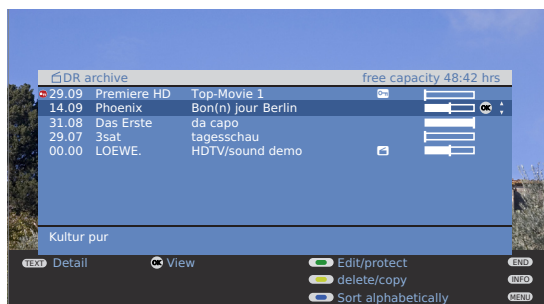 DR archive free capacity 48:42 hrs
29.09 Premiere HD Top-Movie 1
14.09 Phoenix Bon(n) jour Berlin OK
31.08 Das Erste da capo
29.07 3sat tagesschau
00.00 LOEWE. HDTV/sound demo
Kultur pur
TEXT Detail OK View Edit/protect END
delete/copy INFO
Sort alphabetically MENU